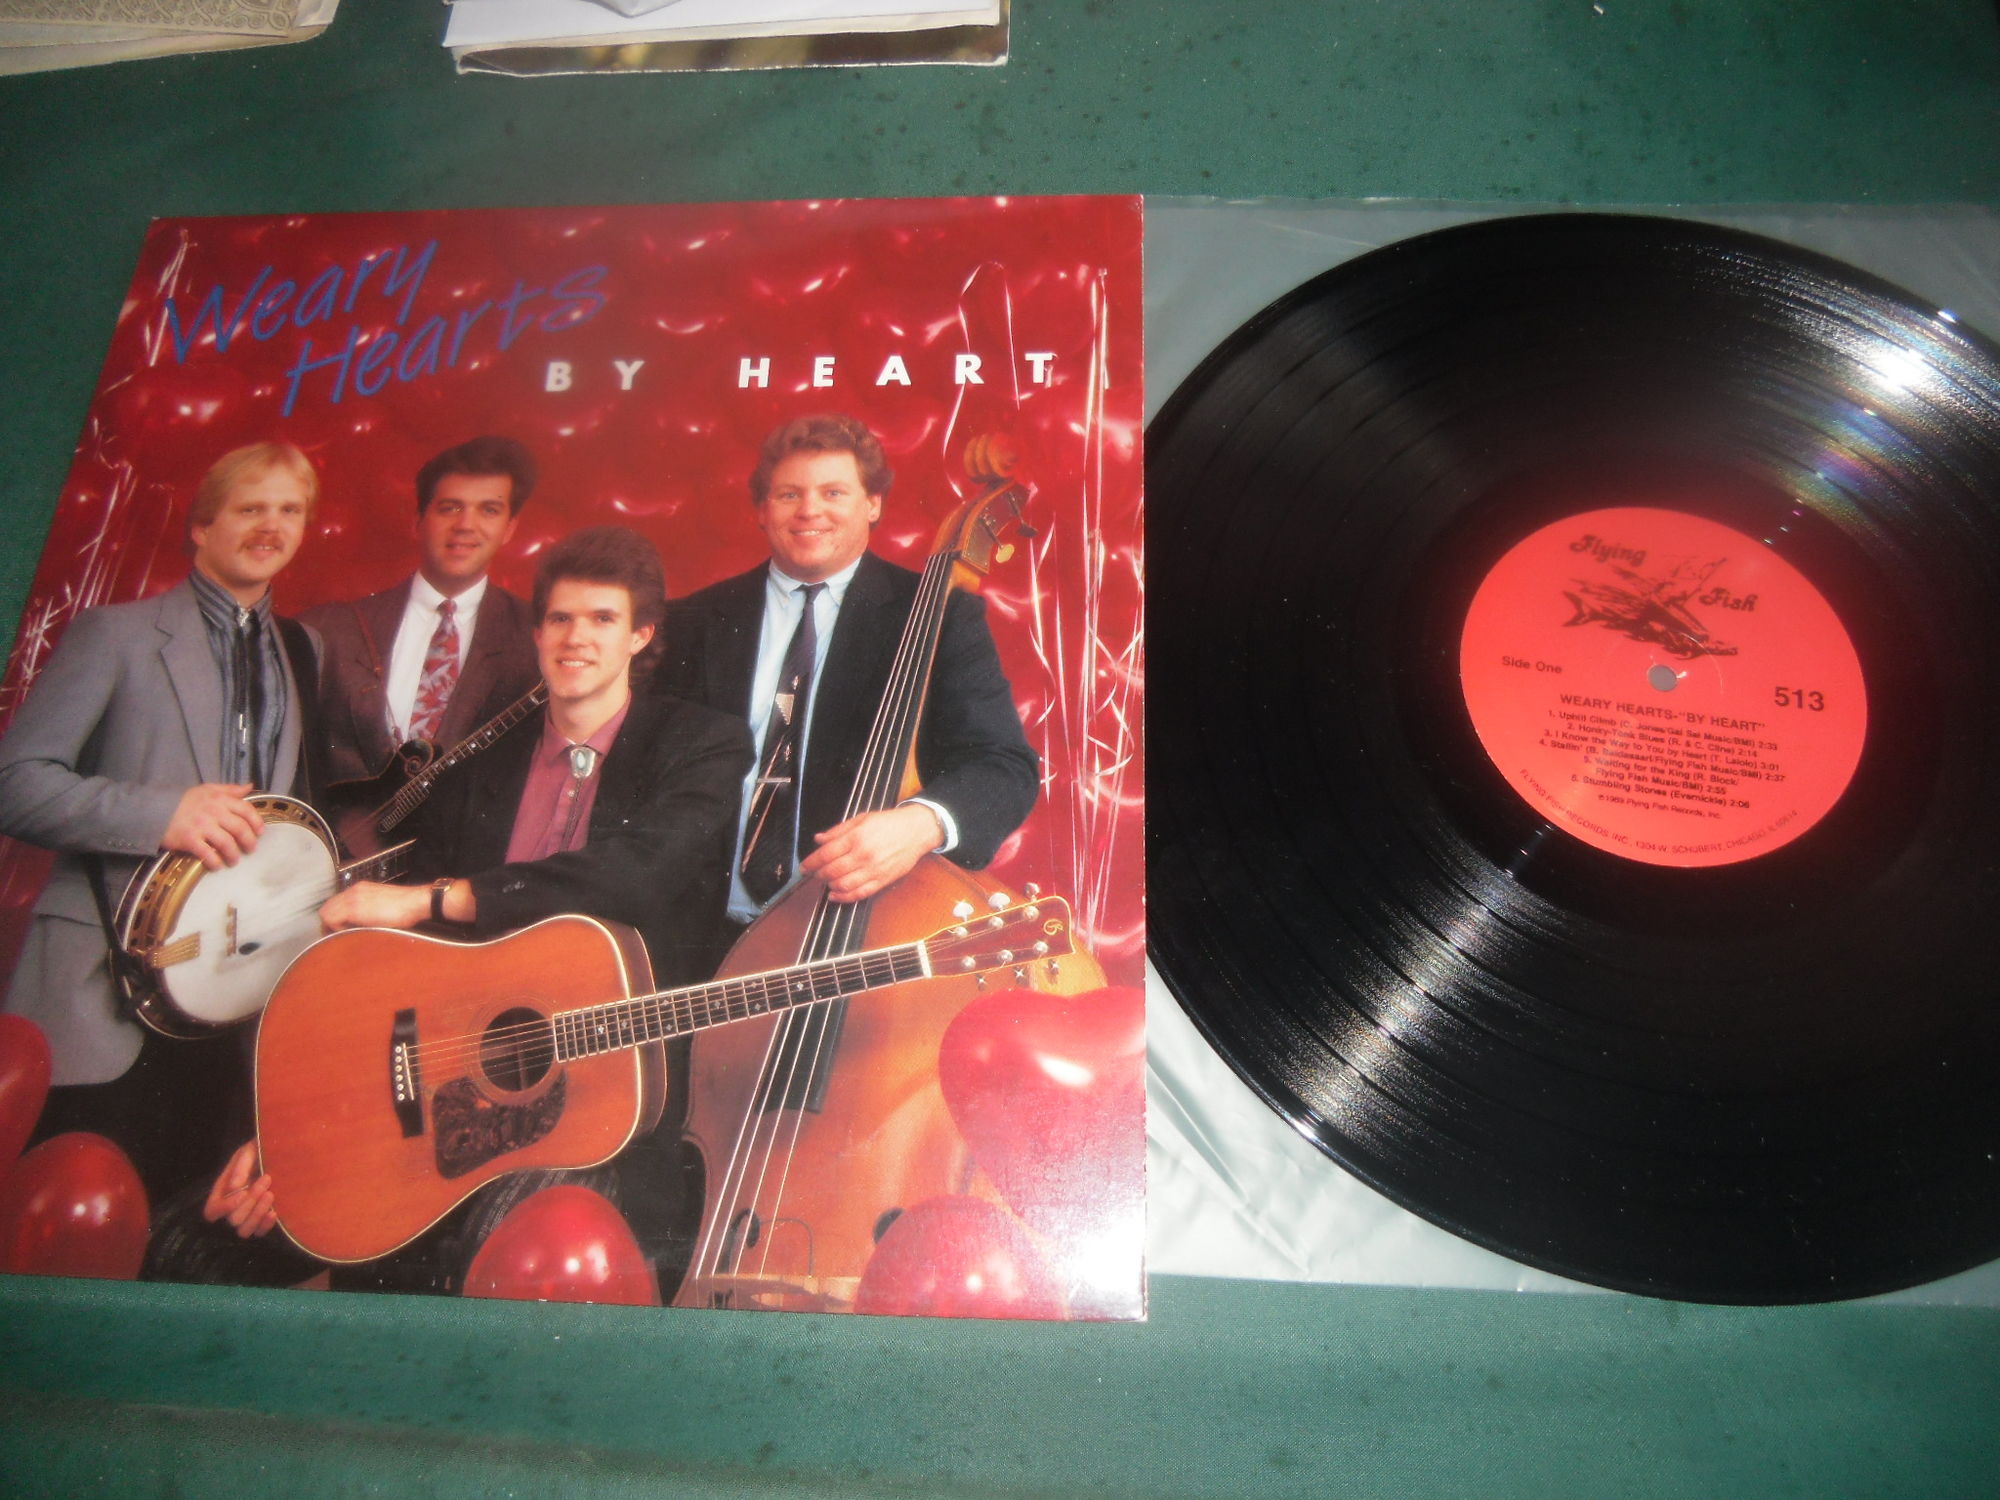 Weary
Hearts
BY HEART
Flying
Fish
Side One
513
WEARY HEARTS-"BY HEART"
1. Uphill Climb (C. Jones/Gal Sal Music/BMI) 2:33
2. Honky-Tonk Blues (R. & C. Cline) 2:14
3. I Know the Way to You by Heart (T. Laiolo) 3:01
4. Stallin' (B. Baldassari/Flying Fish Music/BMI) 2:37
5. Waiting for the King (R. Block/
Flying Fish Music/BMI) 2:55
6. Stumbling Stones (Evernickle) 2:06
℗1989 Flying Fish Records, Inc.
FLYING FISH RECORDS, INC., 1304 W. SCHUBERT, CHICAGO, IL 60614